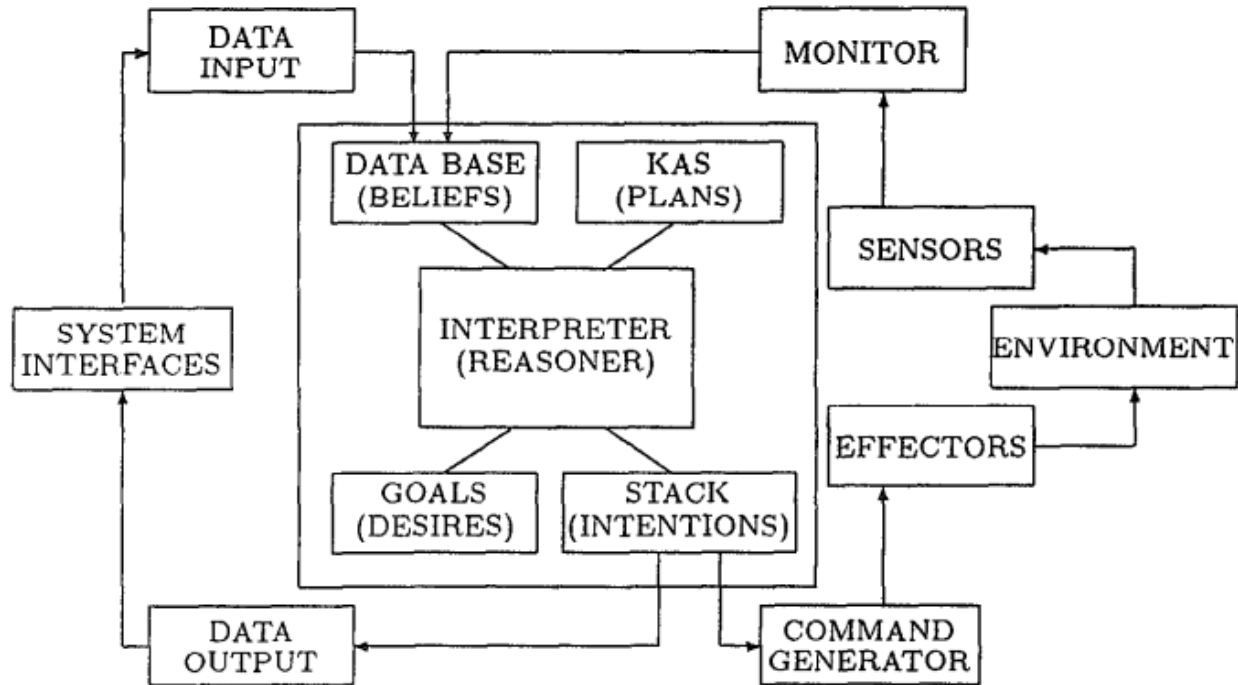 DATA
INPUT
MONITOR
DATA BASE
(BELIEFS)
KAS
(PLANS)
SENSORS
SYSTEM
INTERFACES
INTERPRETER
(REASONER)
ENVIRONMENT
EFFECTORS
GOALS
(DESIRES)
STACK
(INTENTIONS)
DATA
OUTPUT
COMMAND
GENERATOR